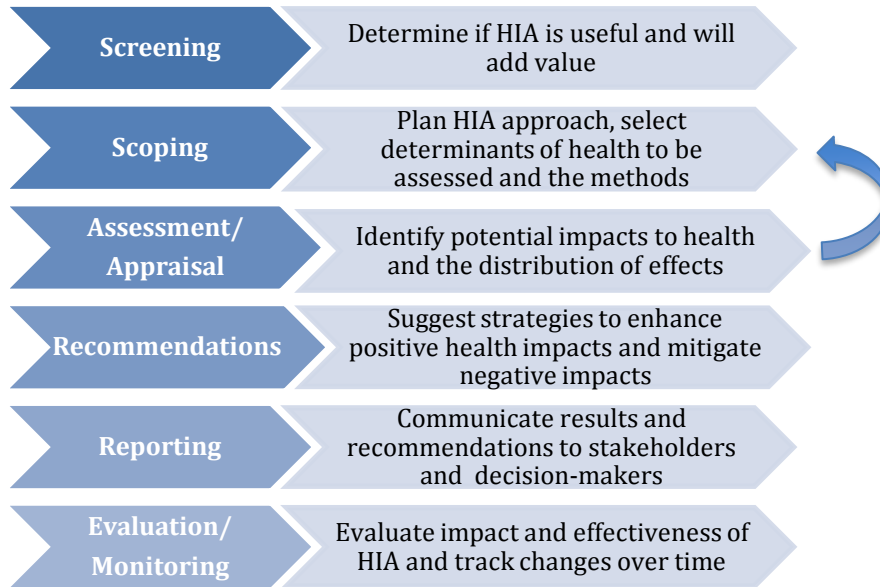 Screening
Determine if HIA is useful and will
add value
Scoping
Plan HIA approach, select
determinants of health to be
assessed and the methods
Assessment/
Appraisal
Identify potential impacts to health
and the distribution of effects
Recommendations
Suggest strategies to enhance
positive health impacts and mitigate
negative impacts
Reporting
Communicate results and
recommendations to stakeholders
and decision-makers
Evaluation/
Monitoring
Evaluate impact and effectiveness of
HIA and track changes over time